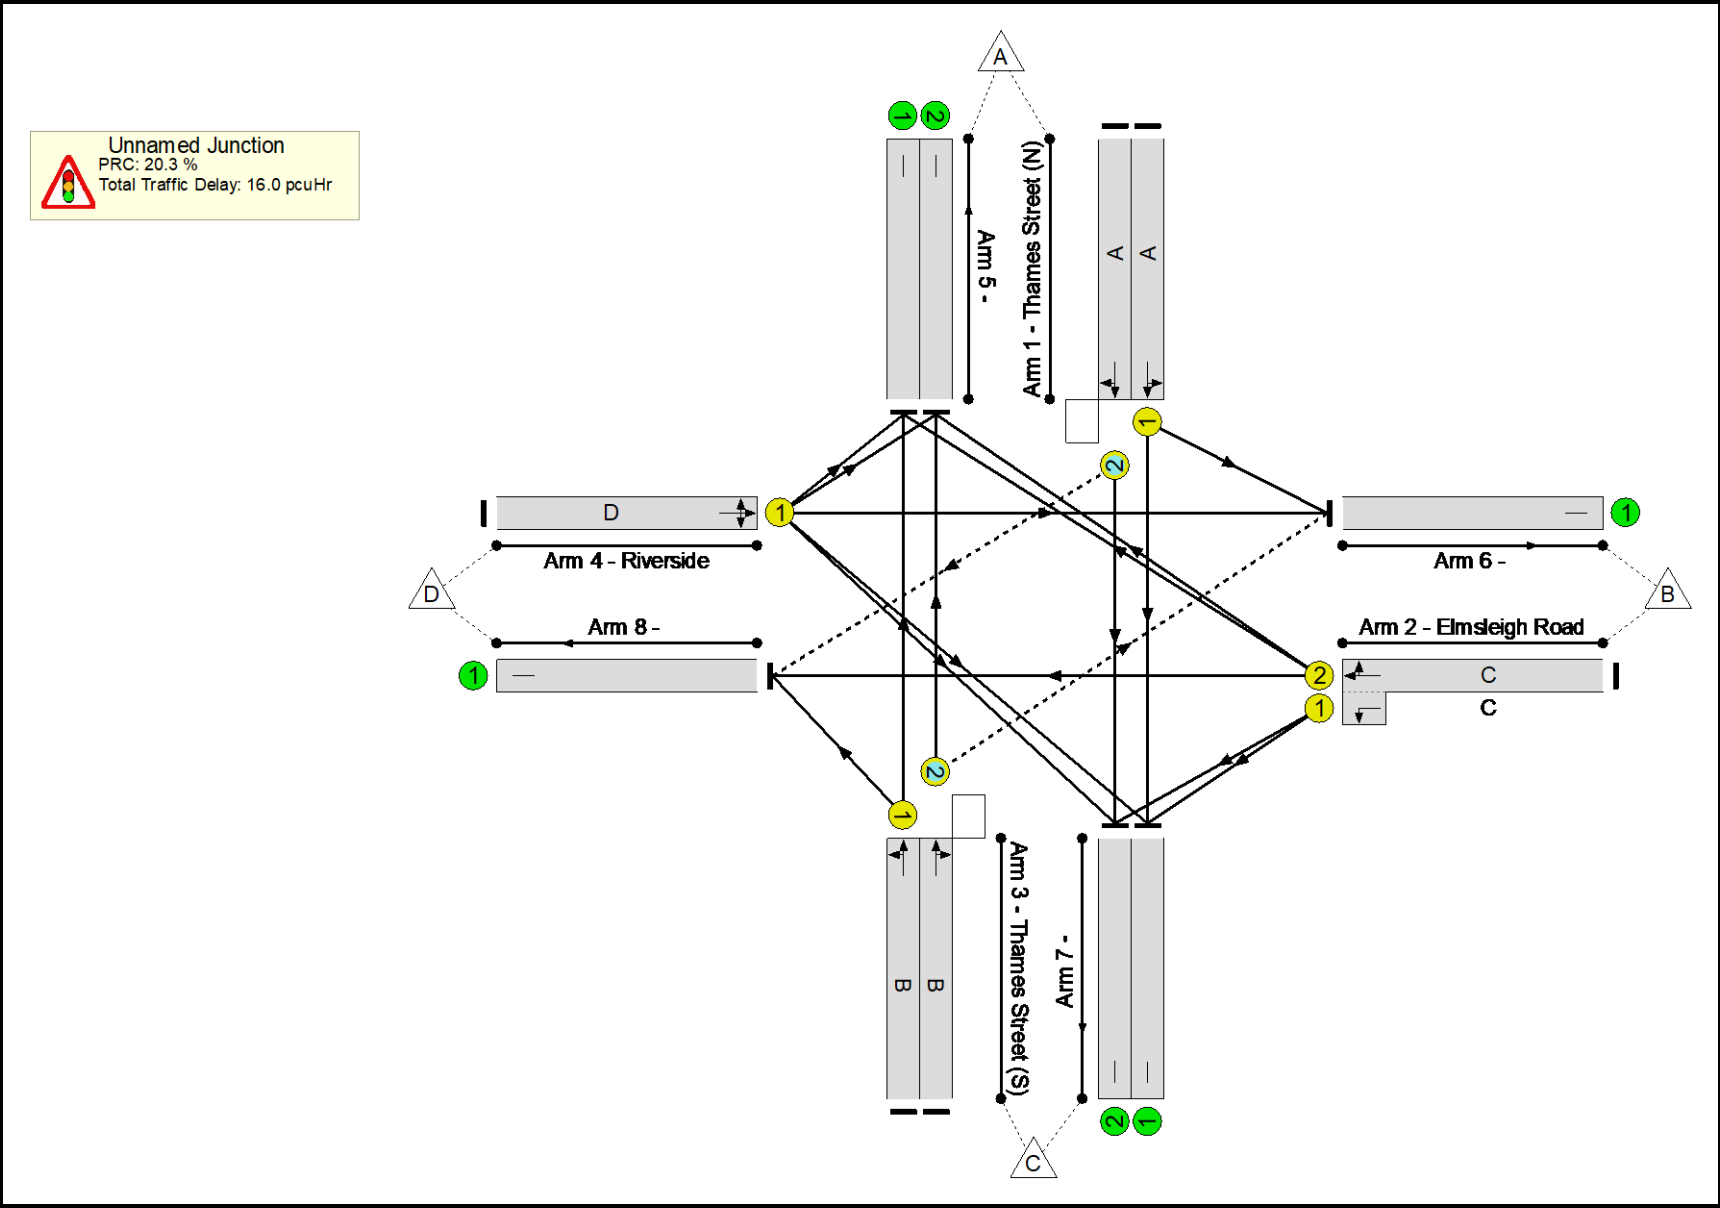 A
1
2
Unnamed Junction
PRC: 20.3 %
Total Traffic Delay: 16.0 pcuHr
Arm 5 -
Arm 1 - Thames Street (N)
A
A
1
2
D
1
1
Arm 4 - Riverside
Arm 6 -
D
B
Arm 8 -
Arm 2 - Elmsleigh Road
1
2
C
1
C
2
1
B
B
Arm 3 - Thames Street (S)
Arm 7 -
2
1
C